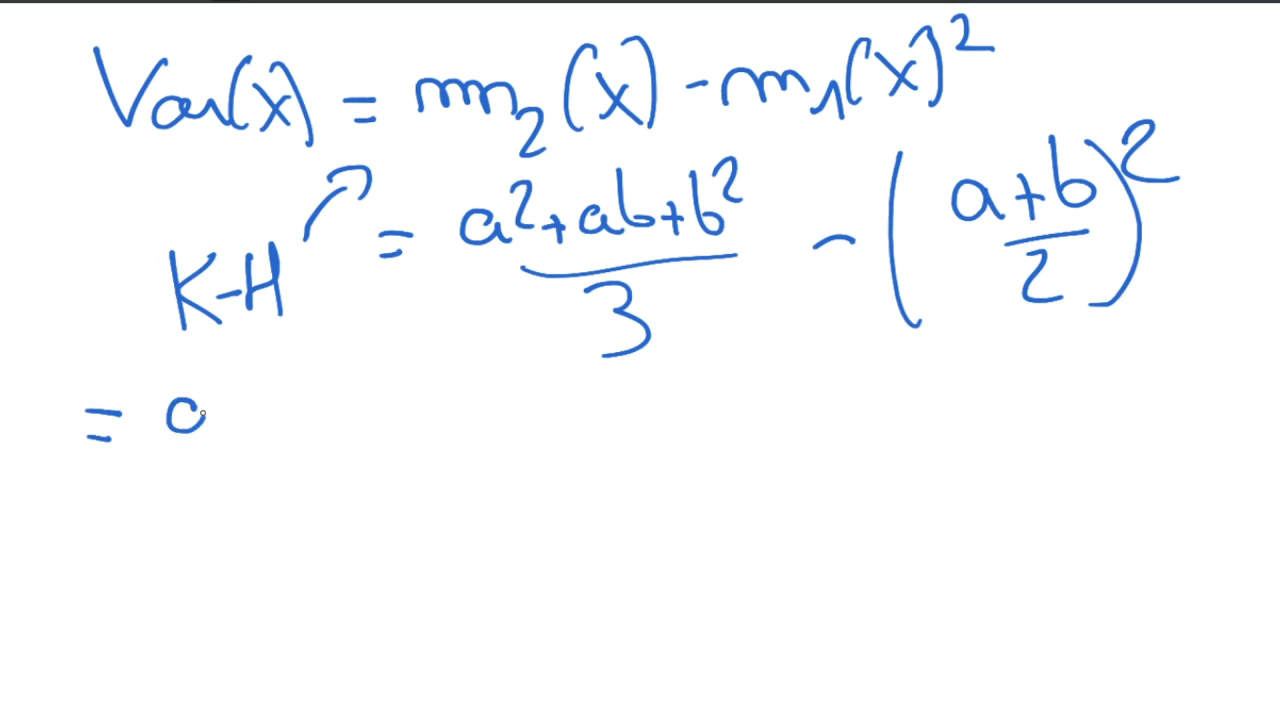 Var(X) = m₂(X) - m₁(X)²
K-H ↗ = (a²+ab+b²)/3 - ((a+b)/2)²
=